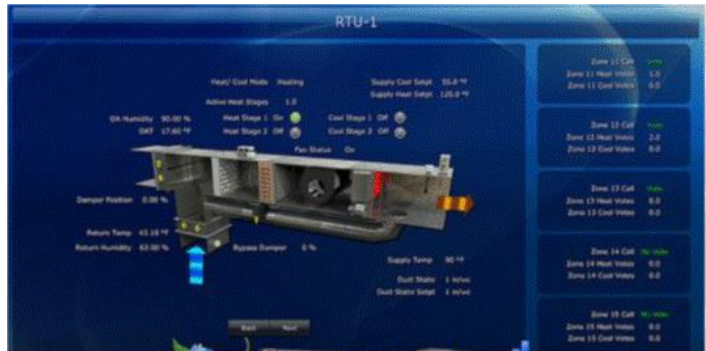 RTU-1
Heat/ Cool Mode Heating
Supply Cool Setpt 55.0 °F
Supply Heat Setpt 120.0 °F
Active Heat Stages 1.0
OA Humidity 90.00 %
OAT 17.60 °F
Heat Stage 1 On
Heat Stage 2 Off
Cool Stage 1 Off
Cool Stage 2 Off
Fan Status On
Damper Position 0.00 %
Return Temp 43.18 °F
Return Humidity 63.00 %
Bypass Damper 0 %
Supply Temp 90 °F
Duct Static 1 in/wc
Duct Static Setpt 1 in/wc
Back Next
Zone 11 Call
Zone 11 Heat Votes 1.0
Zone 11 Cool Votes 0.0
Zone 12 Call
Zone 12 Heat Votes 2.0
Zone 12 Cool Votes 0.0
Zone 13 Call
Zone 13 Heat Votes 0.0
Zone 13 Cool Votes 0.0
Zone 14 Call No Vote
Zone 14 Heat Votes 0.0
Zone 14 Cool Votes 0.0
Zone 15 Call No Vote
Zone 15 Heat Votes 0.0
Zone 15 Cool Votes 0.0